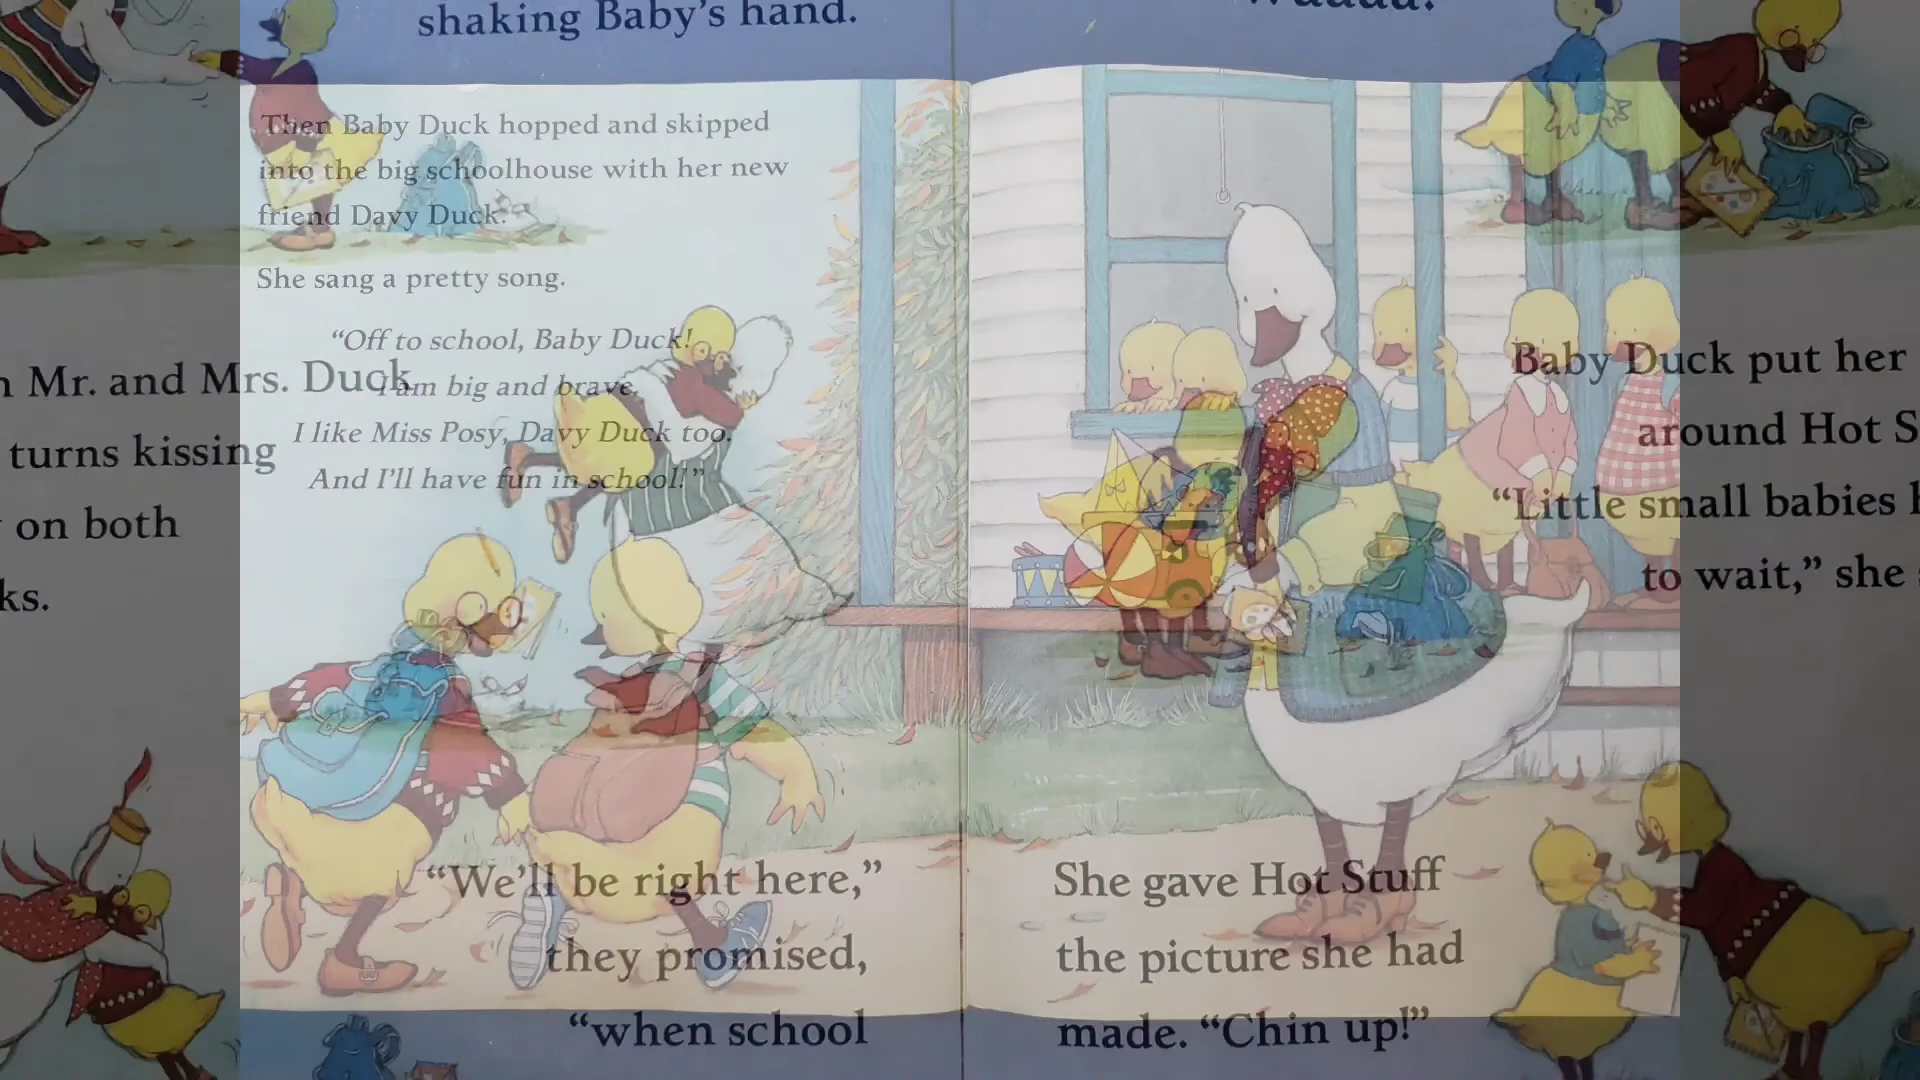 shaking Baby's hand.
Then Baby Duck hopped and skipped
into the big schoolhouse with her new
friend Davy Duck.
She sang a pretty song.
"Off to school, Baby Duck!
I am big and brave.
I like Miss Posy, Davy Duck too.
And I'll have fun in school!"
Mr. and Mrs. Duck
turns kissing
on both
"We'll be right here,"
they promised,
"when school
Baby Duck put her
around Hot
"Little small babies
to wait," she
She gave Hot Stuff
the picture she had
made. "Chin up!"